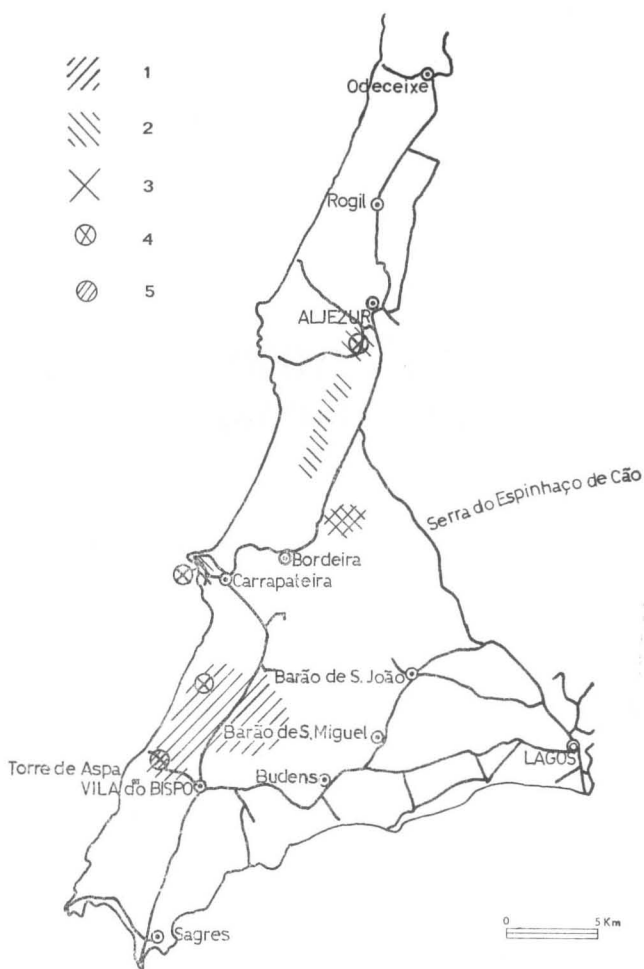 1
2
3
4
5
Odeceixe
Rogil
ALJEZUR
Serra do Espinhaço de Cão
Bordeira
Carrapateira
Barão de S. João
Barão de S. Miguel
Torre de Aspa
VILA do BISPO
Budens
LAGOS
Sagres
0 5 Km